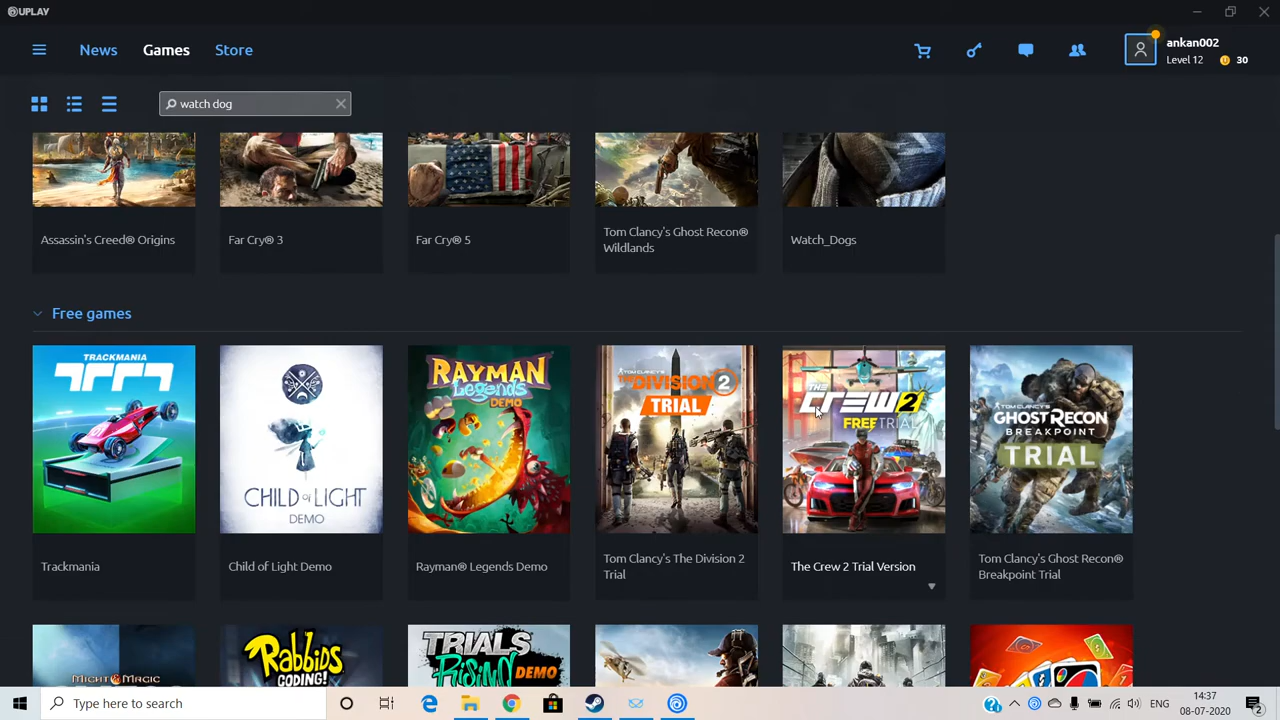 UPLAY
News Games Store
ankan002
Level 12 30
watch dog
Assassin's Creed® Origins
Far Cry® 3
Far Cry® 5
Tom Clancy's Ghost Recon®
Wildlands
Watch_Dogs
Free games
TRACKMANIA
CHILD of LIGHT
DEMO
RAYMAN
Legends
DEMO
TOM CLANCY'S
THE DIVISION 2
TRIAL
THE
CREW 2
FREE TRIAL
TOM CLANCY'S
GHOST RECON
BREAKPOINT
TRIAL
Trackmania
Child of Light Demo
Rayman® Legends Demo
Tom Clancy's The Division 2
Trial
The Crew 2 Trial Version
Tom Clancy's Ghost Recon®
Breakpoint Trial
MIGHT & MAGIC
Rabbids
CODING!
TRIALS
RISING DEMO
Type here to search
ENG
14:37
08-07-2020
2